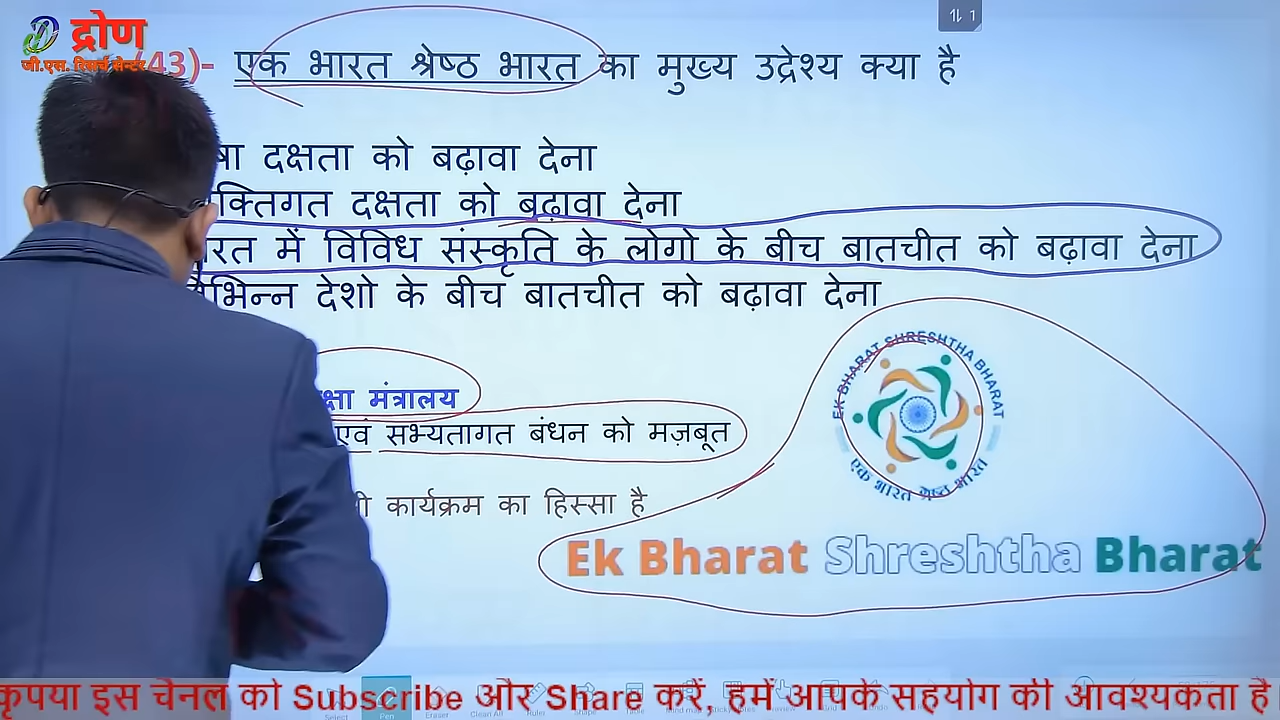 द्रोण
जी.एस. रिसर्च सेन्टर
43)- एक भारत श्रेष्ठ भारत का मुख्य उद्रेश्य क्या है
दक्षता को बढ़ावा देना
दक्षता को बढ़ावा देना
में विविध संस्कृति के लोगो के बीच बातचीत को बढ़ावा देना
देशो के बीच बातचीत को बढ़ावा देना
मंत्रालय
एवं सभ्यतागत बंधन को मज़बूत
कार्यक्रम का हिस्सा है
EK BHARAT SHRESHTHA BHARAT
एक भारत श्रेष्ठ भारत
Ek Bharat Shreshtha Bharat
कृपया इस चैनल को Subscribe और Share करें, हमें आपके सहयोग की आवश्यकता है